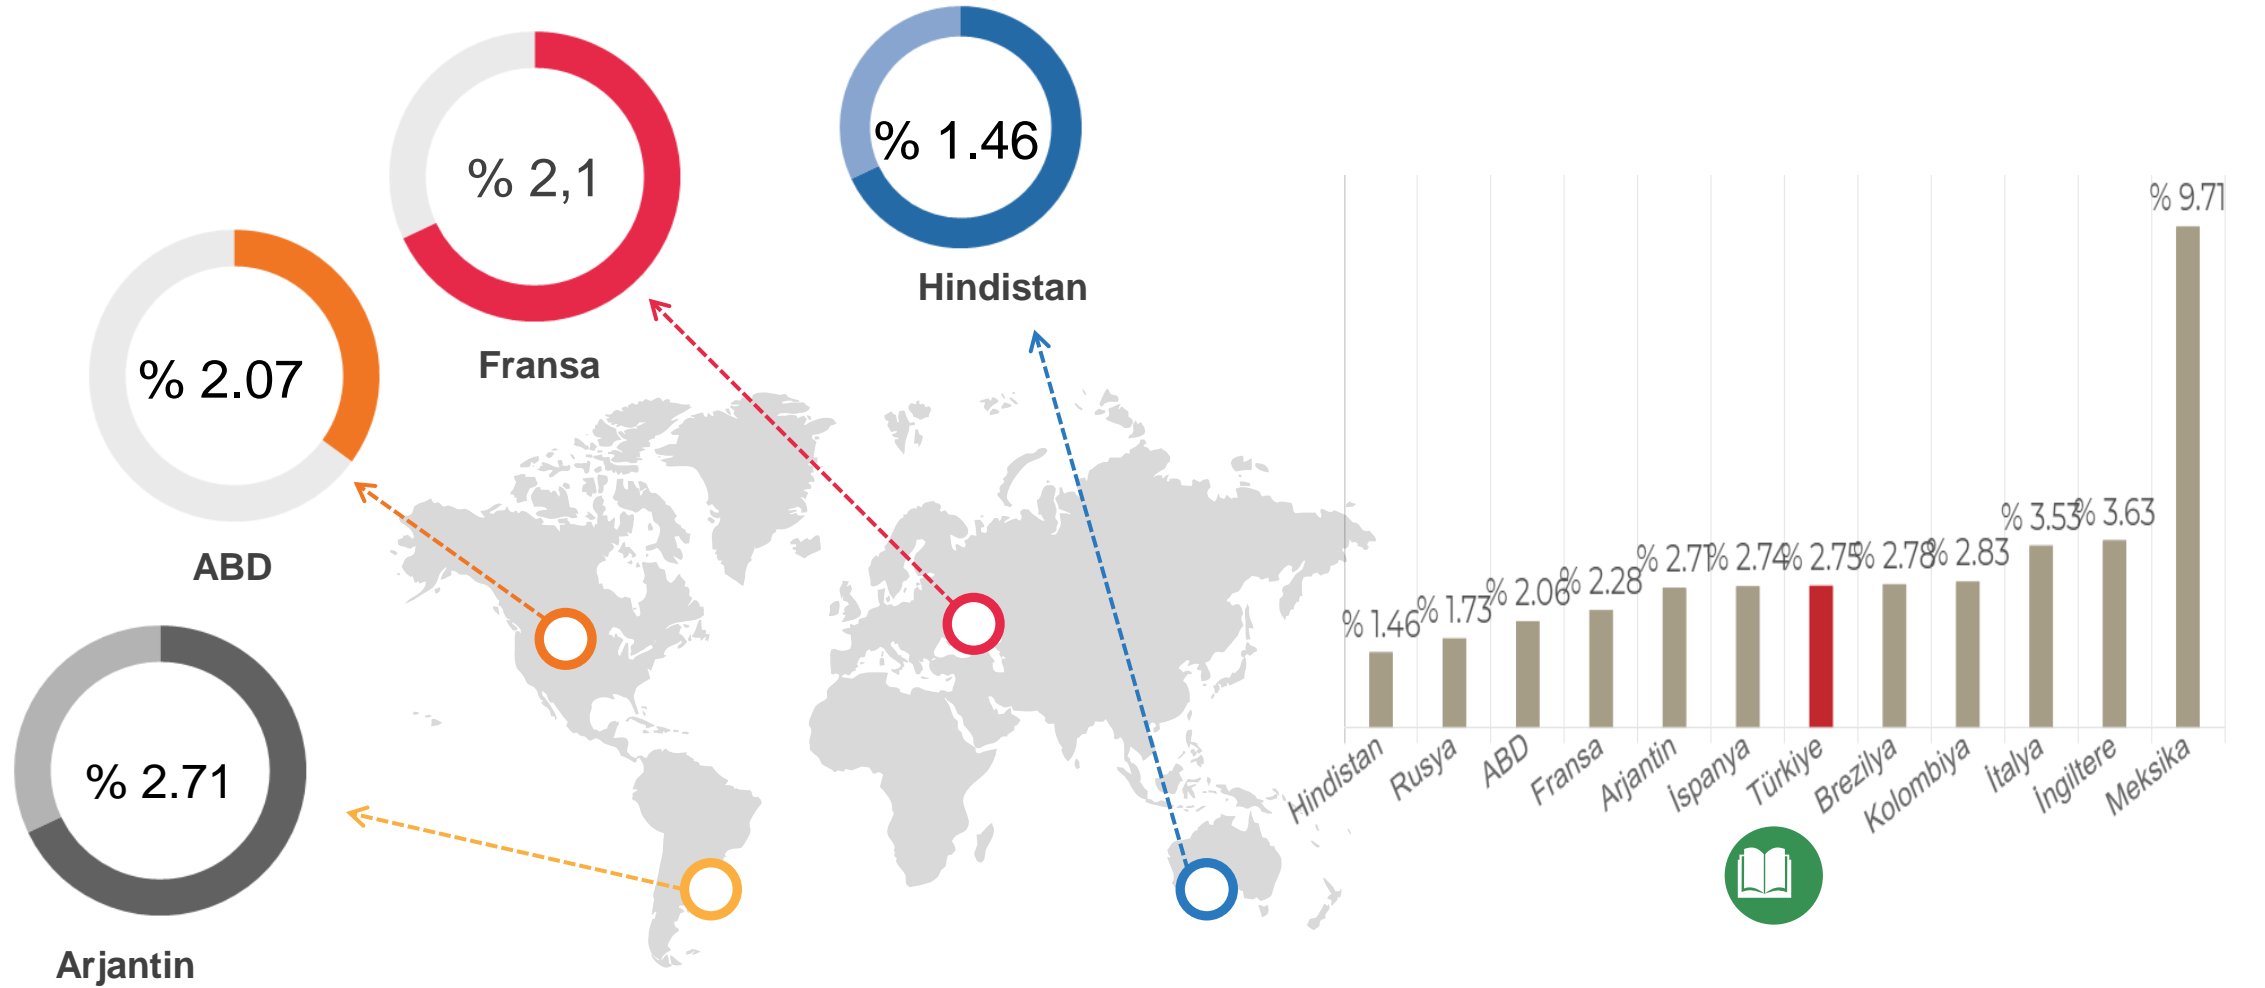 % 1.46
Hindistan
% 2,1
Fransa
% 2.07
ABD
% 2.71
Arjantin
% 1.46
% 1.73
% 2.06
% 2.28
% 2.71
% 2.74
% 2.75
% 2.78
% 2.83
% 3.53
% 3.63
% 9.71
Hindistan
Rusya
ABD
Fransa
Arjantin
İspanya
Türkiye
Brezilya
Kolombiya
İtalya
İngiltere
Meksika